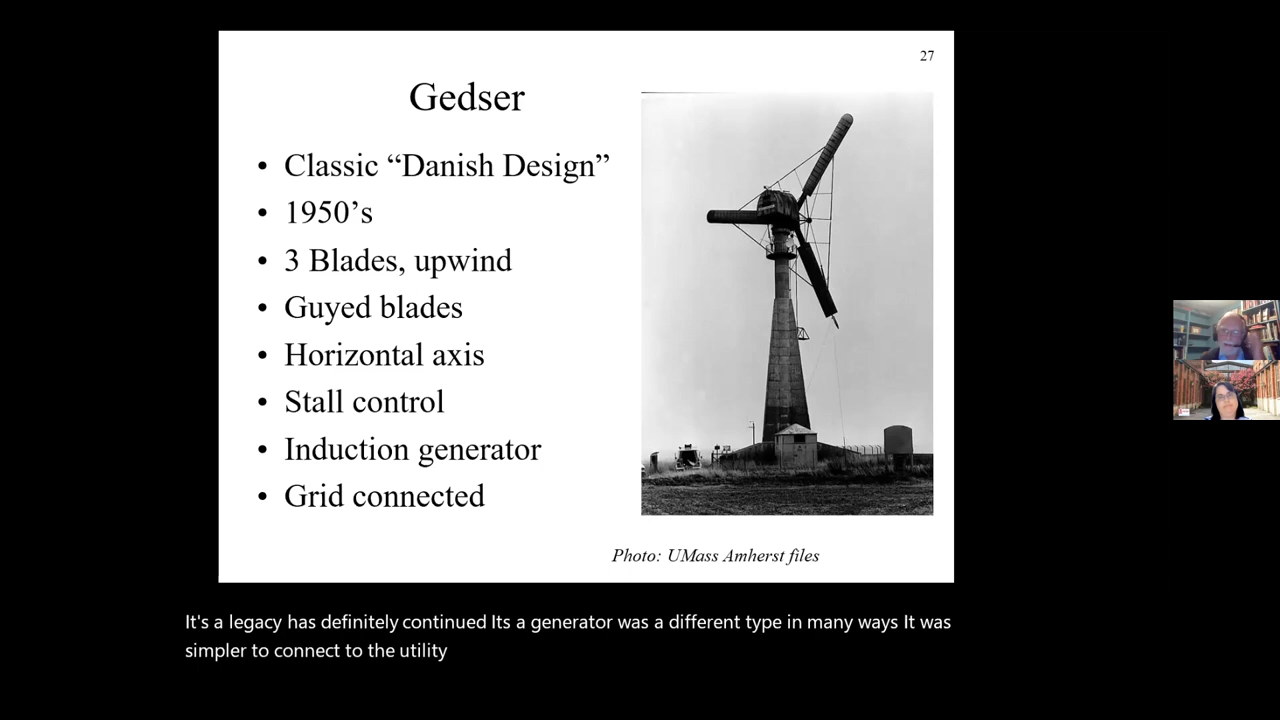 27
Gedser
• Classic “Danish Design”
• 1950’s
• 3 Blades, upwind
• Guyed blades
• Horizontal axis
• Stall control
• Induction generator
• Grid connected
Photo: UMass Amherst files
It's a legacy has definitely continued Its a generator was a different type in many ways It was
simpler to connect to the utility